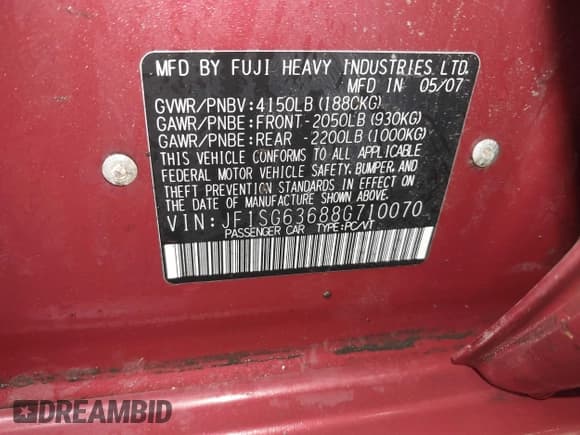 MFD BY FUJI HEAVY INDUSTRIES LTD.
MFD IN 05/07
GVWR/PNBV:4150LB(1880KG)
GAWR/PNBE:FRONT-2050LB(930KG)
GAWR/PNBE:REAR -2200LB(1000KG)
THIS VEHICLE CONFORMS TO ALL APPLICABLE
FEDERAL MOTOR VEHICLE SAFETY, BUMPER, AND
THEFT PREVENTION STANDARDS IN EFFECT ON
THE DATE OF MANUFACTURE SHOWN ABOVE.
VIN:JF1SG63688G710070
PASSENGER CAR TYPE:PC/VT
DREAMBID